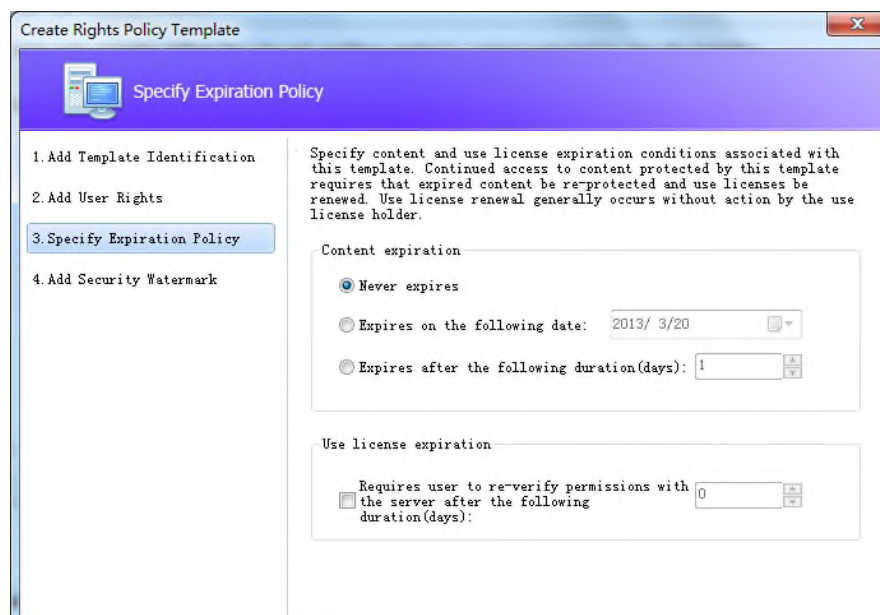 Create Rights Policy Template
Specify Expiration Policy
1.Add Template Identification
2.Add User Rights
3.Specify Expiration Policy
4.Add Security Watermark
Specify content and use license expiration conditions associated with
this template. Continued access to content protected by this template
requires that expired content be re-protected and use licenses be
renewed. Use license renewal generally occurs without action by the use
license holder.
Content expiration
Never expires
Expires on the following date: 2013/ 3/20
Expires after the following duration(days): 1
Use license expiration
Requires user to re-verify permissions with
the server after the following
duration(days):
0